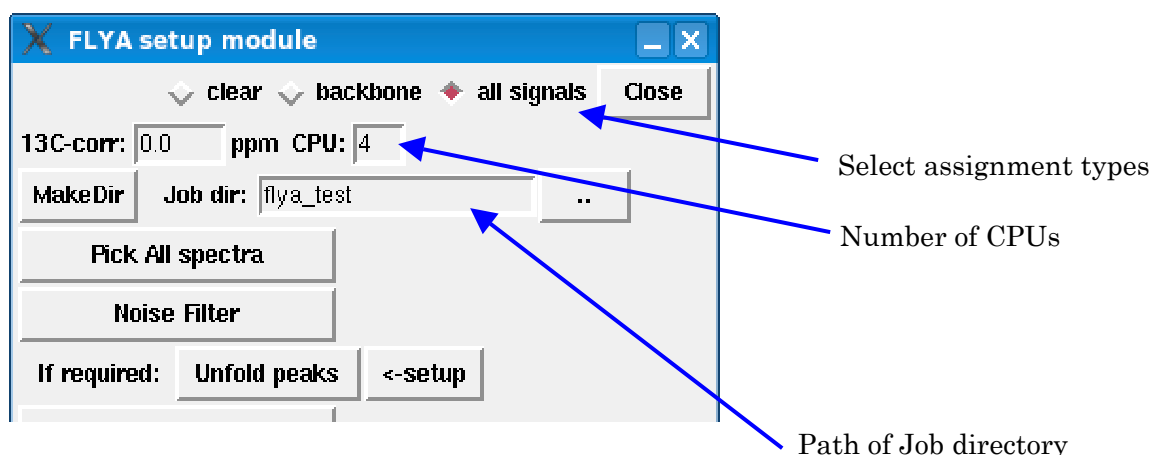 FLYA setup module
clear backbone all signals Close
13C-corr: 0.0 ppm CPU: 4
Select assignment types
MakeDir Job dir: flya_test ..
Number of CPUs
Pick All spectra
Noise Filter
If required: Unfold peaks <-setup
Path of Job directory